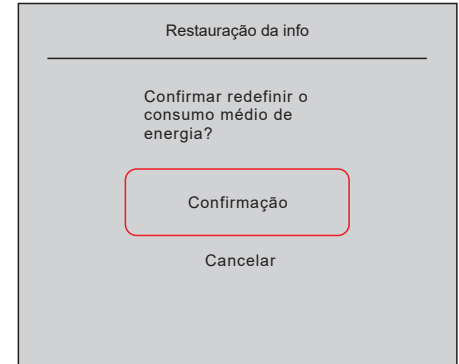 Restauração da info
Confirmar redefinir o
consumo médio de
energia?
Confirmação
Cancelar